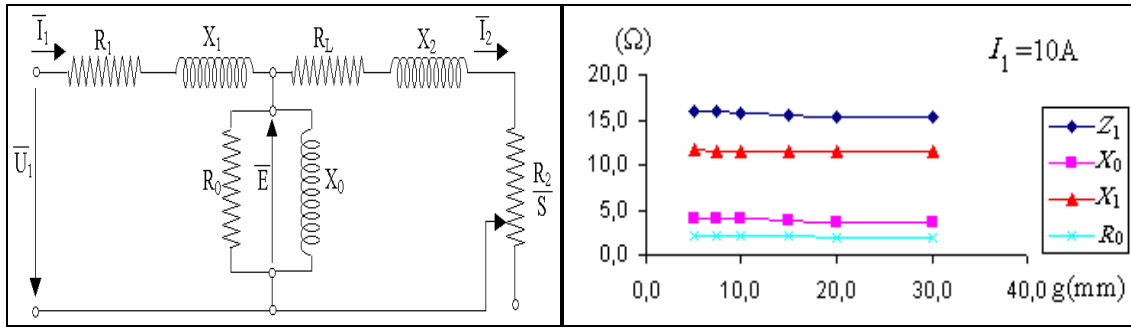 I1
R1
X1
RL
X2
I2
U1
R0
E
X0
R2
S
(Ω)
I1 =10A
20,0
15,0
10,0
5,0
0,0
0,0 10,0 20,0 30,0 40,0 g(mm)
Z1
X0
X1
R0